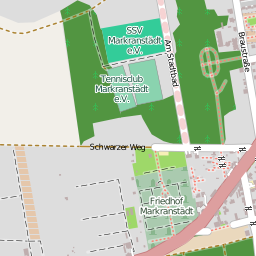 SSV
Markranstädt
e.V.
Am Stadtbad
Braustraße
Tennisclub
Markranstädt
e.V.
Schwarzer Weg
Friedhof
Markranstädt